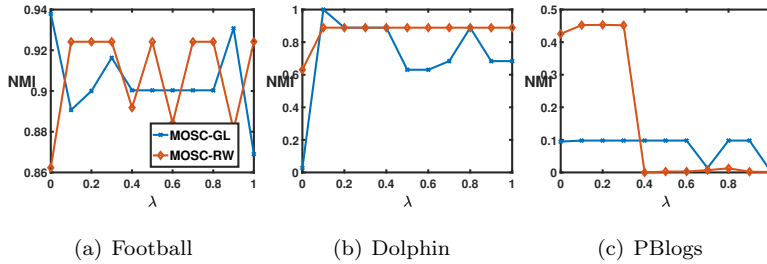 0.94
0.92
NMI
0.9
0.88
0.86
0 0.2 0.4 0.6 0.8 1
λ
MOSC-GL
MOSC-RW
1
0.8
NMI
0.6
0.4
0.2
0
0 0.2 0.4 0.6 0.8 1
λ
0.5
0.4
NMI
0.3
0.2
0.1
0
0 0.2 0.4 0.6 0.8
λ
(a) Football (b) Dolphin (c) PBlogs